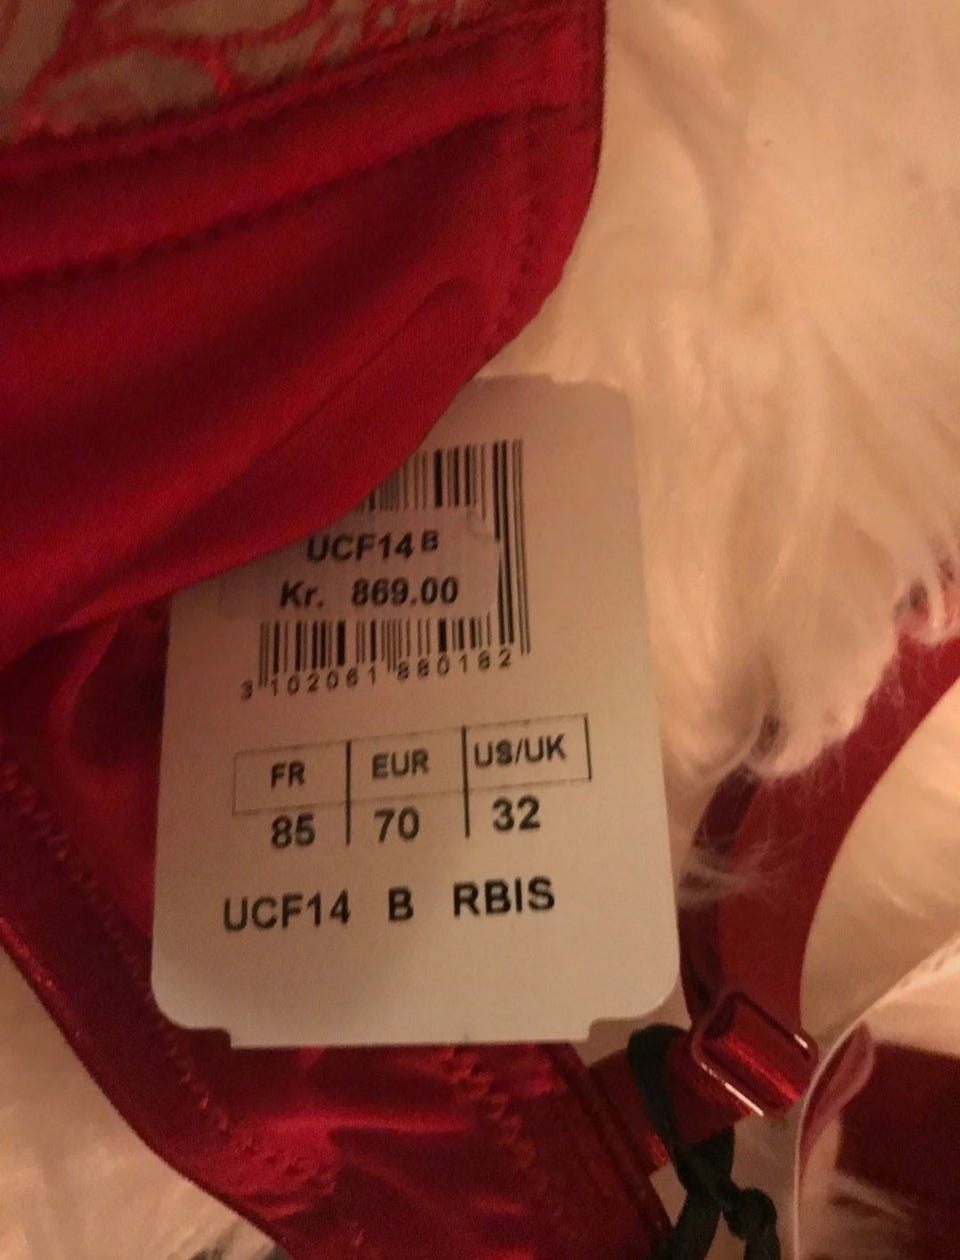 UCF14 B
Kr. 869.00
3 102061 880182
FR EUR US/UK
85 70 32
UCF14 B RBIS